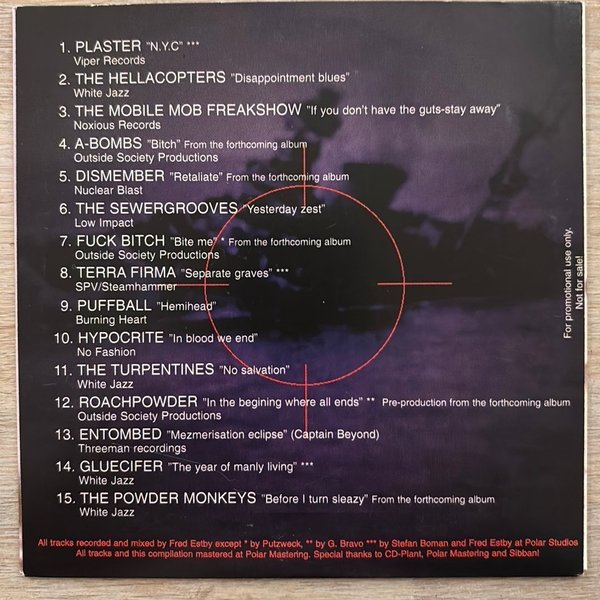 1. PLASTER "N.Y.C" ***
Viper Records
2. THE HELLACOPTERS "Disappointment blues"
White Jazz
3. THE MOBILE MOB FREAKSHOW "If you don't have the guts-stay away"
Noxious Records
4. A-BOMBS "Bitch" From the forthcoming album
Outside Society Productions
5. DISMEMBER "Retaliate" From the forthcoming album
Nuclear Blast
6. THE SEWERGROOVES "Yesterday zest"
Low Impact
7. FUCK BITCH "Bite me" * From the forthcoming album
Outside Society Productions
8. TERRA FIRMA "Separate graves" ***
SPV/Steamhammer
9. PUFFBALL "Hemihead"
Burning Heart
10. HYPOCRITE "In blood we end"
No Fashion
11. THE TURPENTINES "No salvation"
White Jazz
12. ROACHPOWDER "In the begining where all ends" ** Pre-production from the forthcoming album
Outside Society Productions
13. ENTOMBED "Mezmerisation eclipse" (Captain Beyond)
Threeman recordings
14. GLUECIFER "The year of manly living" ***
White Jazz
15. THE POWDER MONKEYS "Before I turn sleazy" From the forthcoming album
White Jazz
For promotional use only.
Not for sale!
All tracks recorded and mixed by Fred Estby except * by Putzweck, ** by G. Bravo *** by Stefan Boman and Fred Estby at Polar Studios
All tracks and this compilation mastered at Polar Mastering. Special thanks to CD-Plant, Polar Mastering and Sibban!